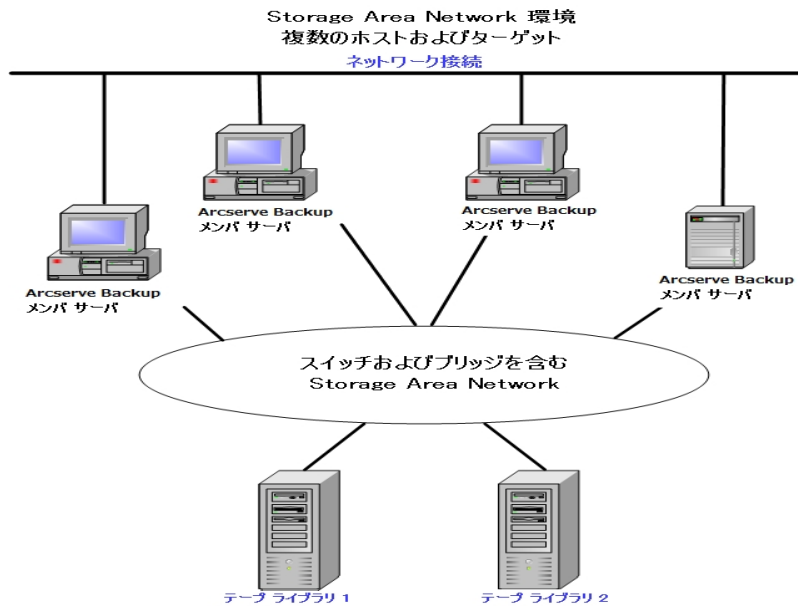 Storage Area Network 環境
複数のホストおよびターゲット
ネットワーク接続
Arcserve Backup
メンバ サーバ
Arcserve Backup
メンバ サーバ
Arcserve Backup
メンバ サーバ
Arcserve Backup
メンバ サーバ
スイッチおよびブリッジを含む
Storage Area Network
テープ ライブラリ 1
テープ ライブラリ 2